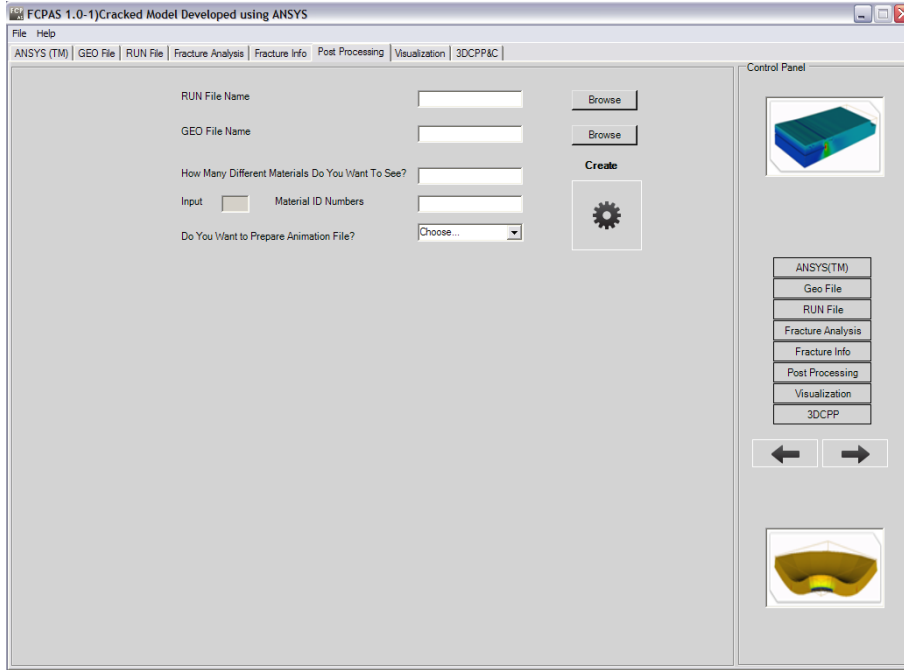 FCPAS 1.0-1)Cracked Model Developed using ANSYS
File Help
ANSYS (TM) GEO File RUN File Fracture Analysis Fracture Info Post Processing Visualization 3DCPP&C
Control Panel
RUN File Name
Browse
GEO File Name
Browse
Create
How Many Different Materials Do You Want To See?
Input Material ID Numbers
Do You Want to Prepare Animation File?
Choose...
ANSYS(TM)
Geo File
RUN File
Fracture Analysis
Fracture Info
Post Processing
Visualization
3DCPP